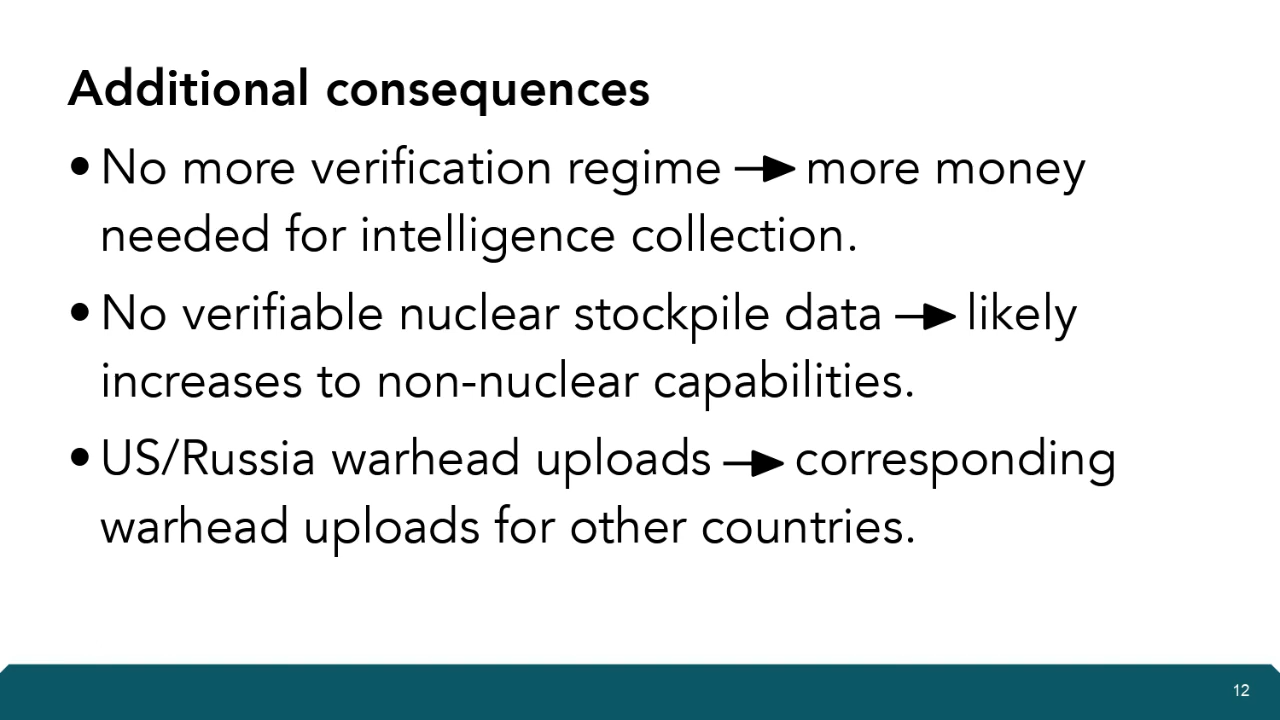 Additional consequences
• No more verification regime → more money
needed for intelligence collection.
• No verifiable nuclear stockpile data → likely
increases to non-nuclear capabilities.
• US/Russia warhead uploads → corresponding
warhead uploads for other countries.
12